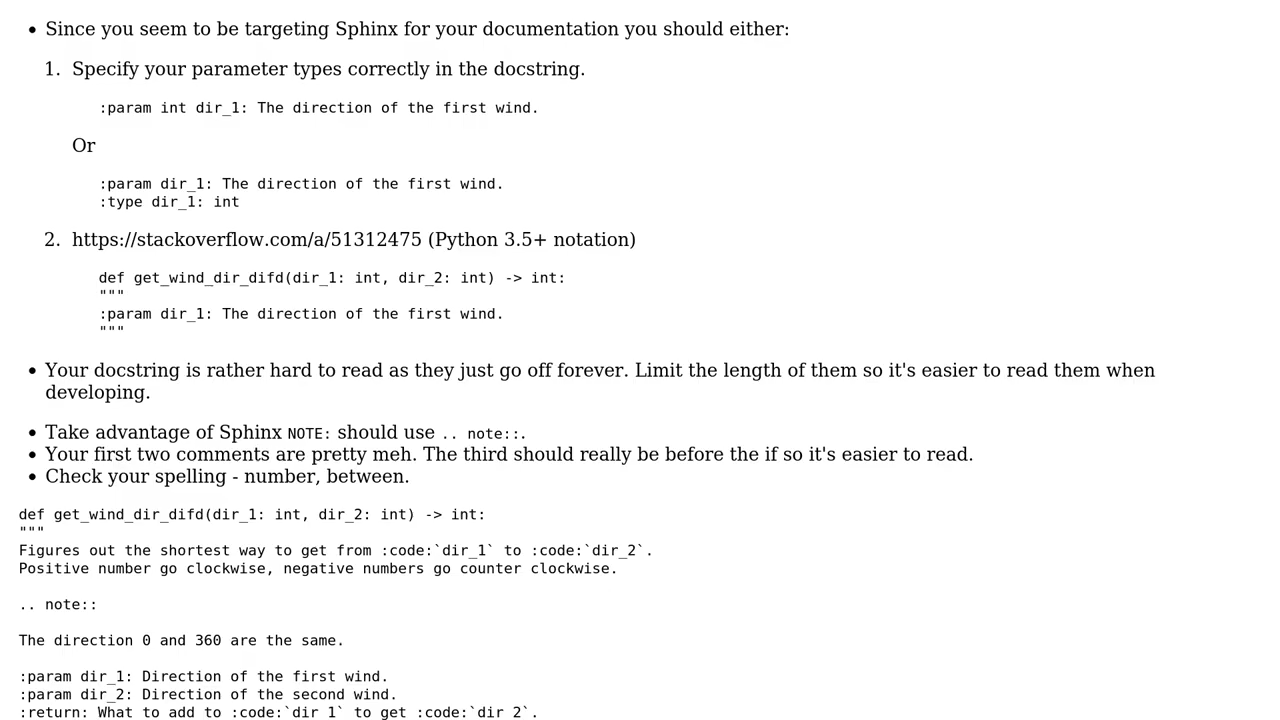 • Since you seem to be targeting Sphinx for your documentation you should either:
1. Specify your parameter types correctly in the docstring.
:param int dir_1: The direction of the first wind.
Or
:param dir_1: The direction of the first wind.
:type dir_1: int
2. https://stackoverflow.com/a/51312475 (Python 3.5+ notation)
def get_wind_dir_difd(dir_1: int, dir_2: int) -> int:
"""
:param dir_1: The direction of the first wind.
"""
• Your docstring is rather hard to read as they just go off forever. Limit the length of them so it's easier to read them when
developing.
• Take advantage of Sphinx NOTE: should use .. note::.
• Your first two comments are pretty meh. The third should really be before the if so it's easier to read.
• Check your spelling - number, between.
def get_wind_dir_difd(dir_1: int, dir_2: int) -> int:
"""
Figures out the shortest way to get from :code:`dir_1` to :code:`dir_2`.
Positive number go clockwise, negative numbers go counter clockwise.
.. note::
The direction 0 and 360 are the same.
:param dir_1: Direction of the first wind.
:param dir_2: Direction of the second wind.
:return: What to add to :code:`dir_1` to get :code:`dir_2`.